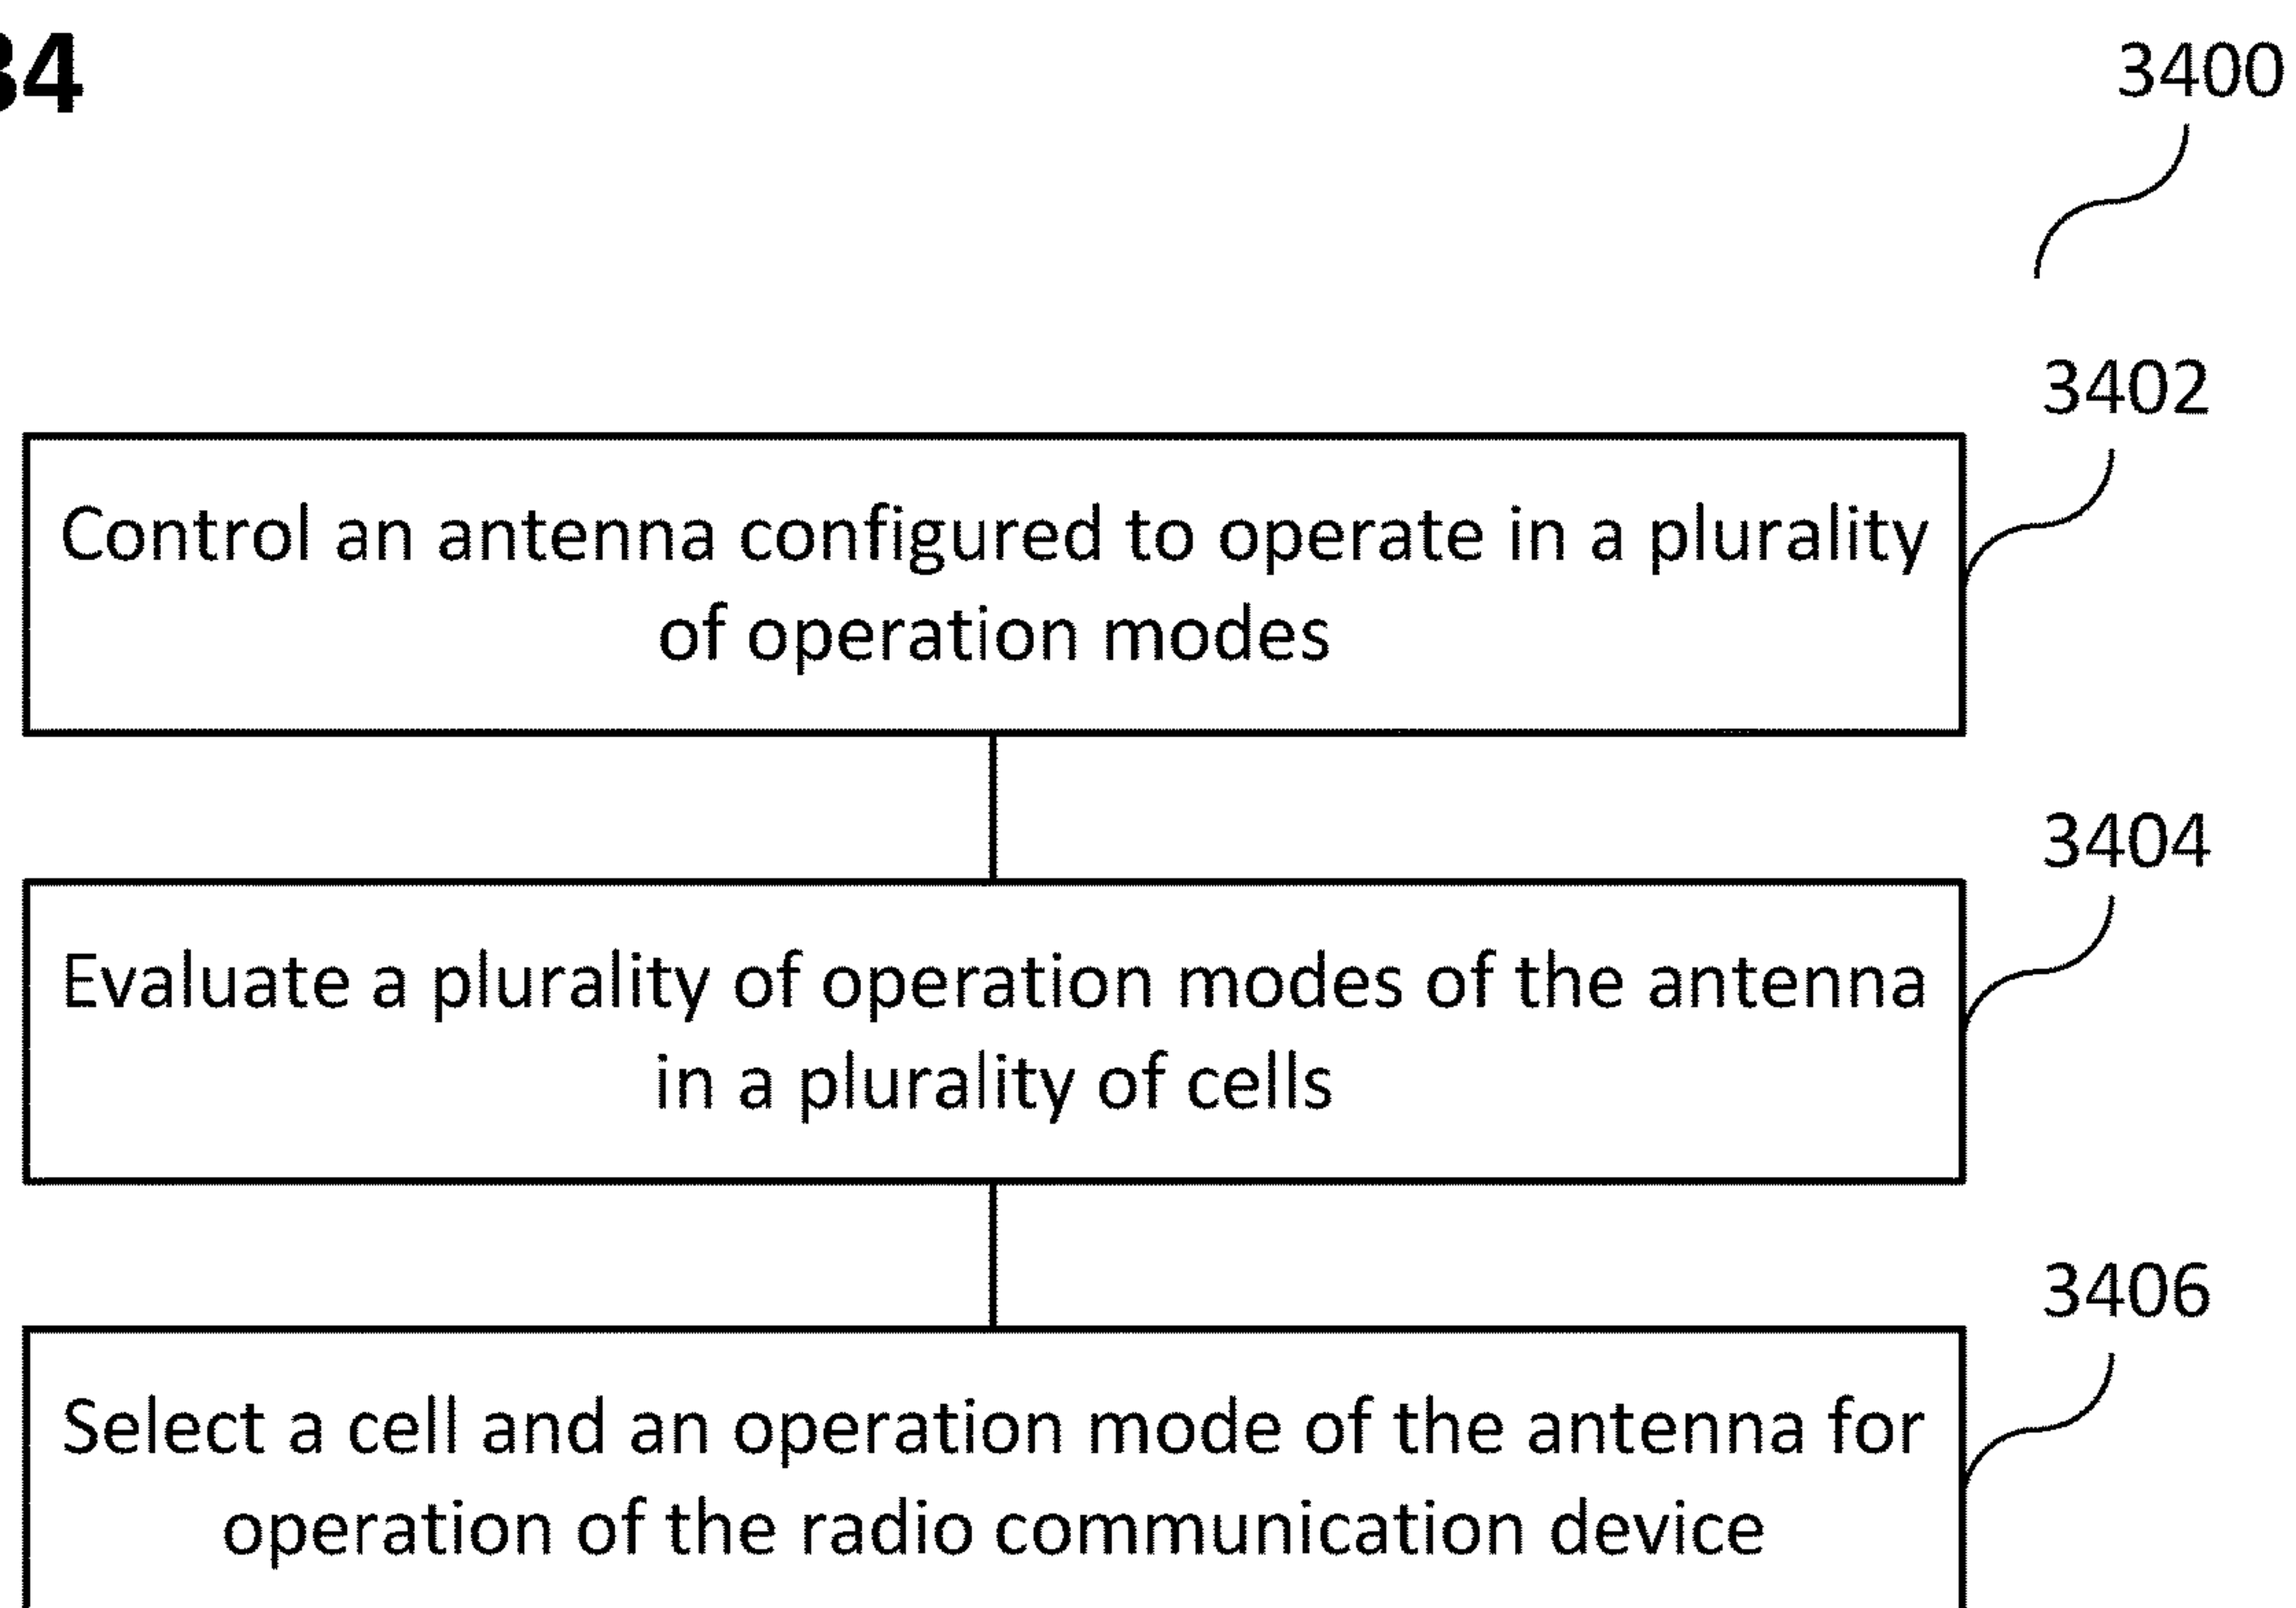 34
3400
3402
Control an antenna configured to operate in a plurality
of operation modes
3404
Evaluate a plurality of operation modes of the antenna
in a plurality of cells
3406
Select a cell and an operation mode of the antenna for
operation of the radio communication device